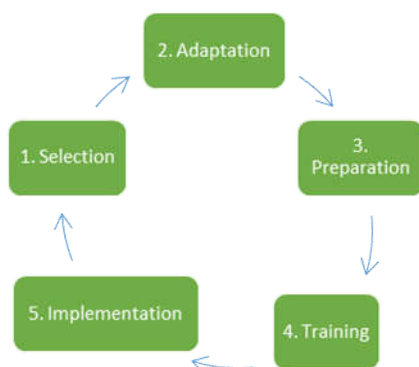 1. Selection
2. Adaptation
3.
Preparation
4. Training
5. Implementation